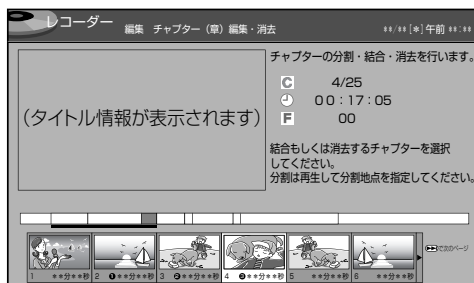 レコーダー 編集 チャプター(章)編集・消去 **/**[*]午前**:**
チャプターの分割・結合・消去を行います。
C 4/25
00:17:05
F 00
(タイトル情報が表示されます)
結合もしくは消去するチャプターを選択
してください。
分割は再生して分割地点を指定してください。
で次のページ
1 **分**秒 2 ❶**分**秒 3 ❷**分**秒 4 ❸**分**秒 5 **分**秒 6 **分**秒